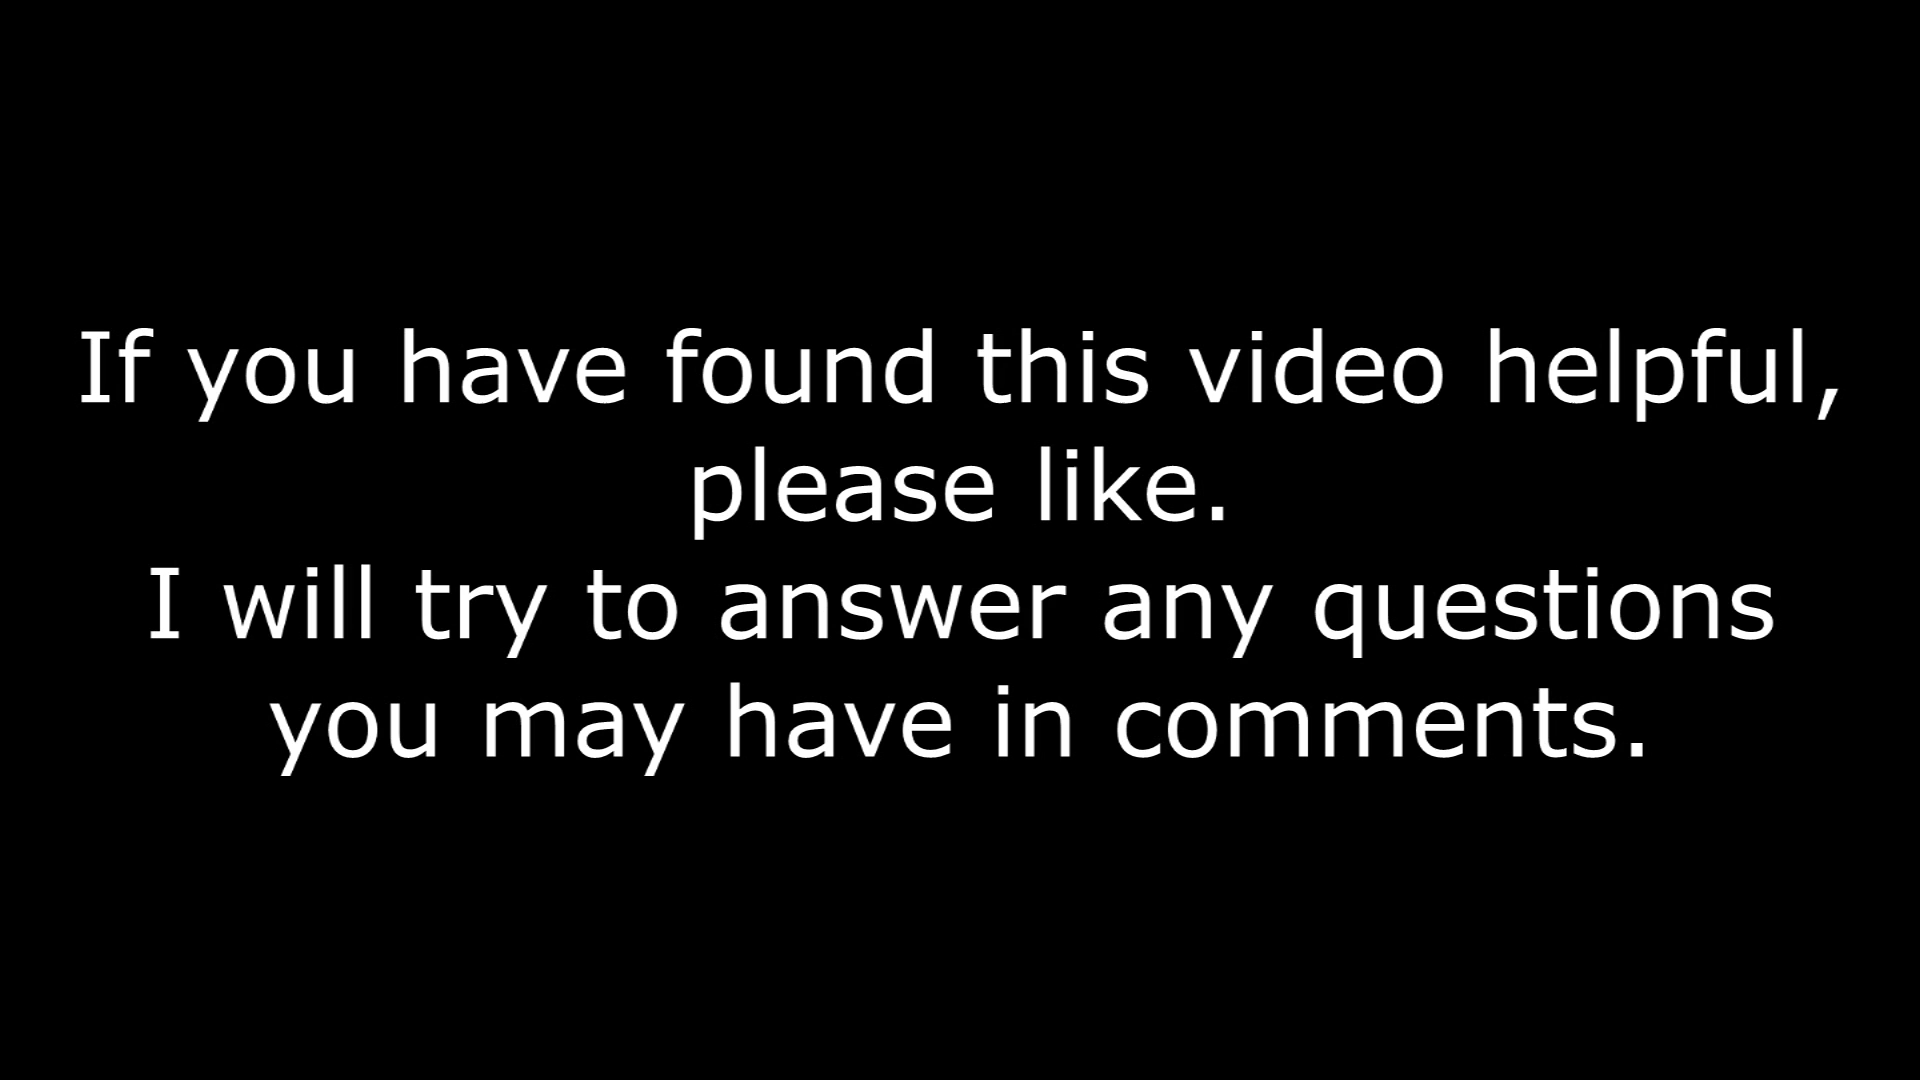 If you have found this video helpful,
please like.
I will try to answer any questions
you may have in comments.